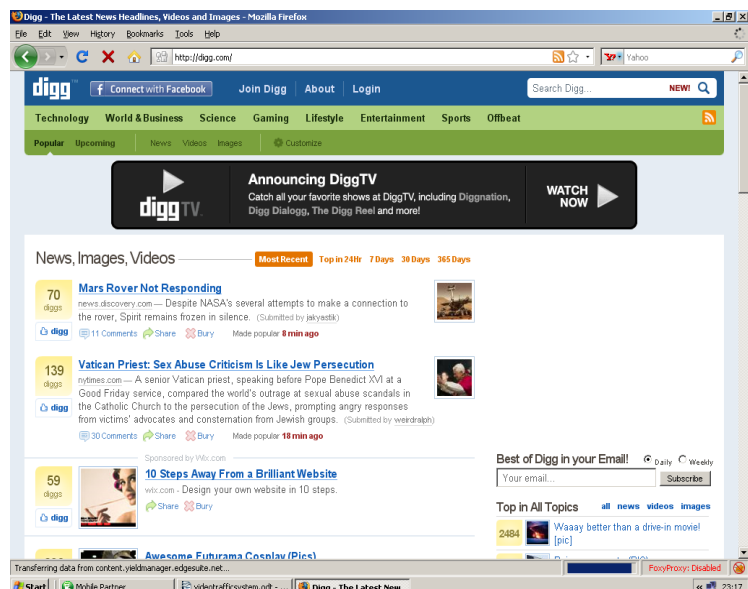 Digg - The Latest News Headlines, Videos and Images - Mozilla Firefox
File Edit View History Bookmarks Tools Help
http://digg.com/
Yahoo
digg Connect with Facebook Join Digg About Login Search Digg... NEW!
Technology World & Business Science Gaming Lifestyle Entertainment Sports Offbeat
Popular Upcoming News Videos Images Customize
diggTV.
Announcing DiggTV
Catch all your favorite shows at DiggTV, including Diggnation,
Digg Dialogg, The Digg Reel and more!
WATCH
NOW
News, Images, Videos Most Recent Top in 24Hr 7 Days 30 Days 365 Days
70
diggs
digg
Mars Rover Not Responding
news.discovery.com — Despite NASA's several attempts to make a connection to
the rover, Spirit remains frozen in silence. (Submitted by jakyastik)
11 Comments Share Bury Made popular 8 min ago
139
diggs
digg
Vatican Priest: Sex Abuse Criticism Is Like Jew Persecution
nytimes.com — A senior Vatican priest, speaking before Pope Benedict XVI at a
Good Friday service, compared the world's outrage at sexual abuse scandals in
the Catholic Church to the persecution of the Jews, prompting angry responses
from victims' advocates and consternation from Jewish groups. (Submitted by weirdralph)
30 Comments Share Bury Made popular 18 min ago
Sponsored by Wix.com
59
diggs
digg
10 Steps Away From a Brilliant Website
wix.com - Design your own website in 10 steps.
Share Bury
Awesome Futurama Cosplay (Pics)
Best of Digg in your Email! Daily Weekly
Your email... Subscribe
Top in All Topics all news videos images
2484
Waaay better than a drive-in movie!
[pic]
Transferring data from content.yieldmanager.edgesuite.net... FoxyProxy: Disabled
Start Mobile Partner videntrafficsystem.odt - ... Digg - The Latest New... 23:17